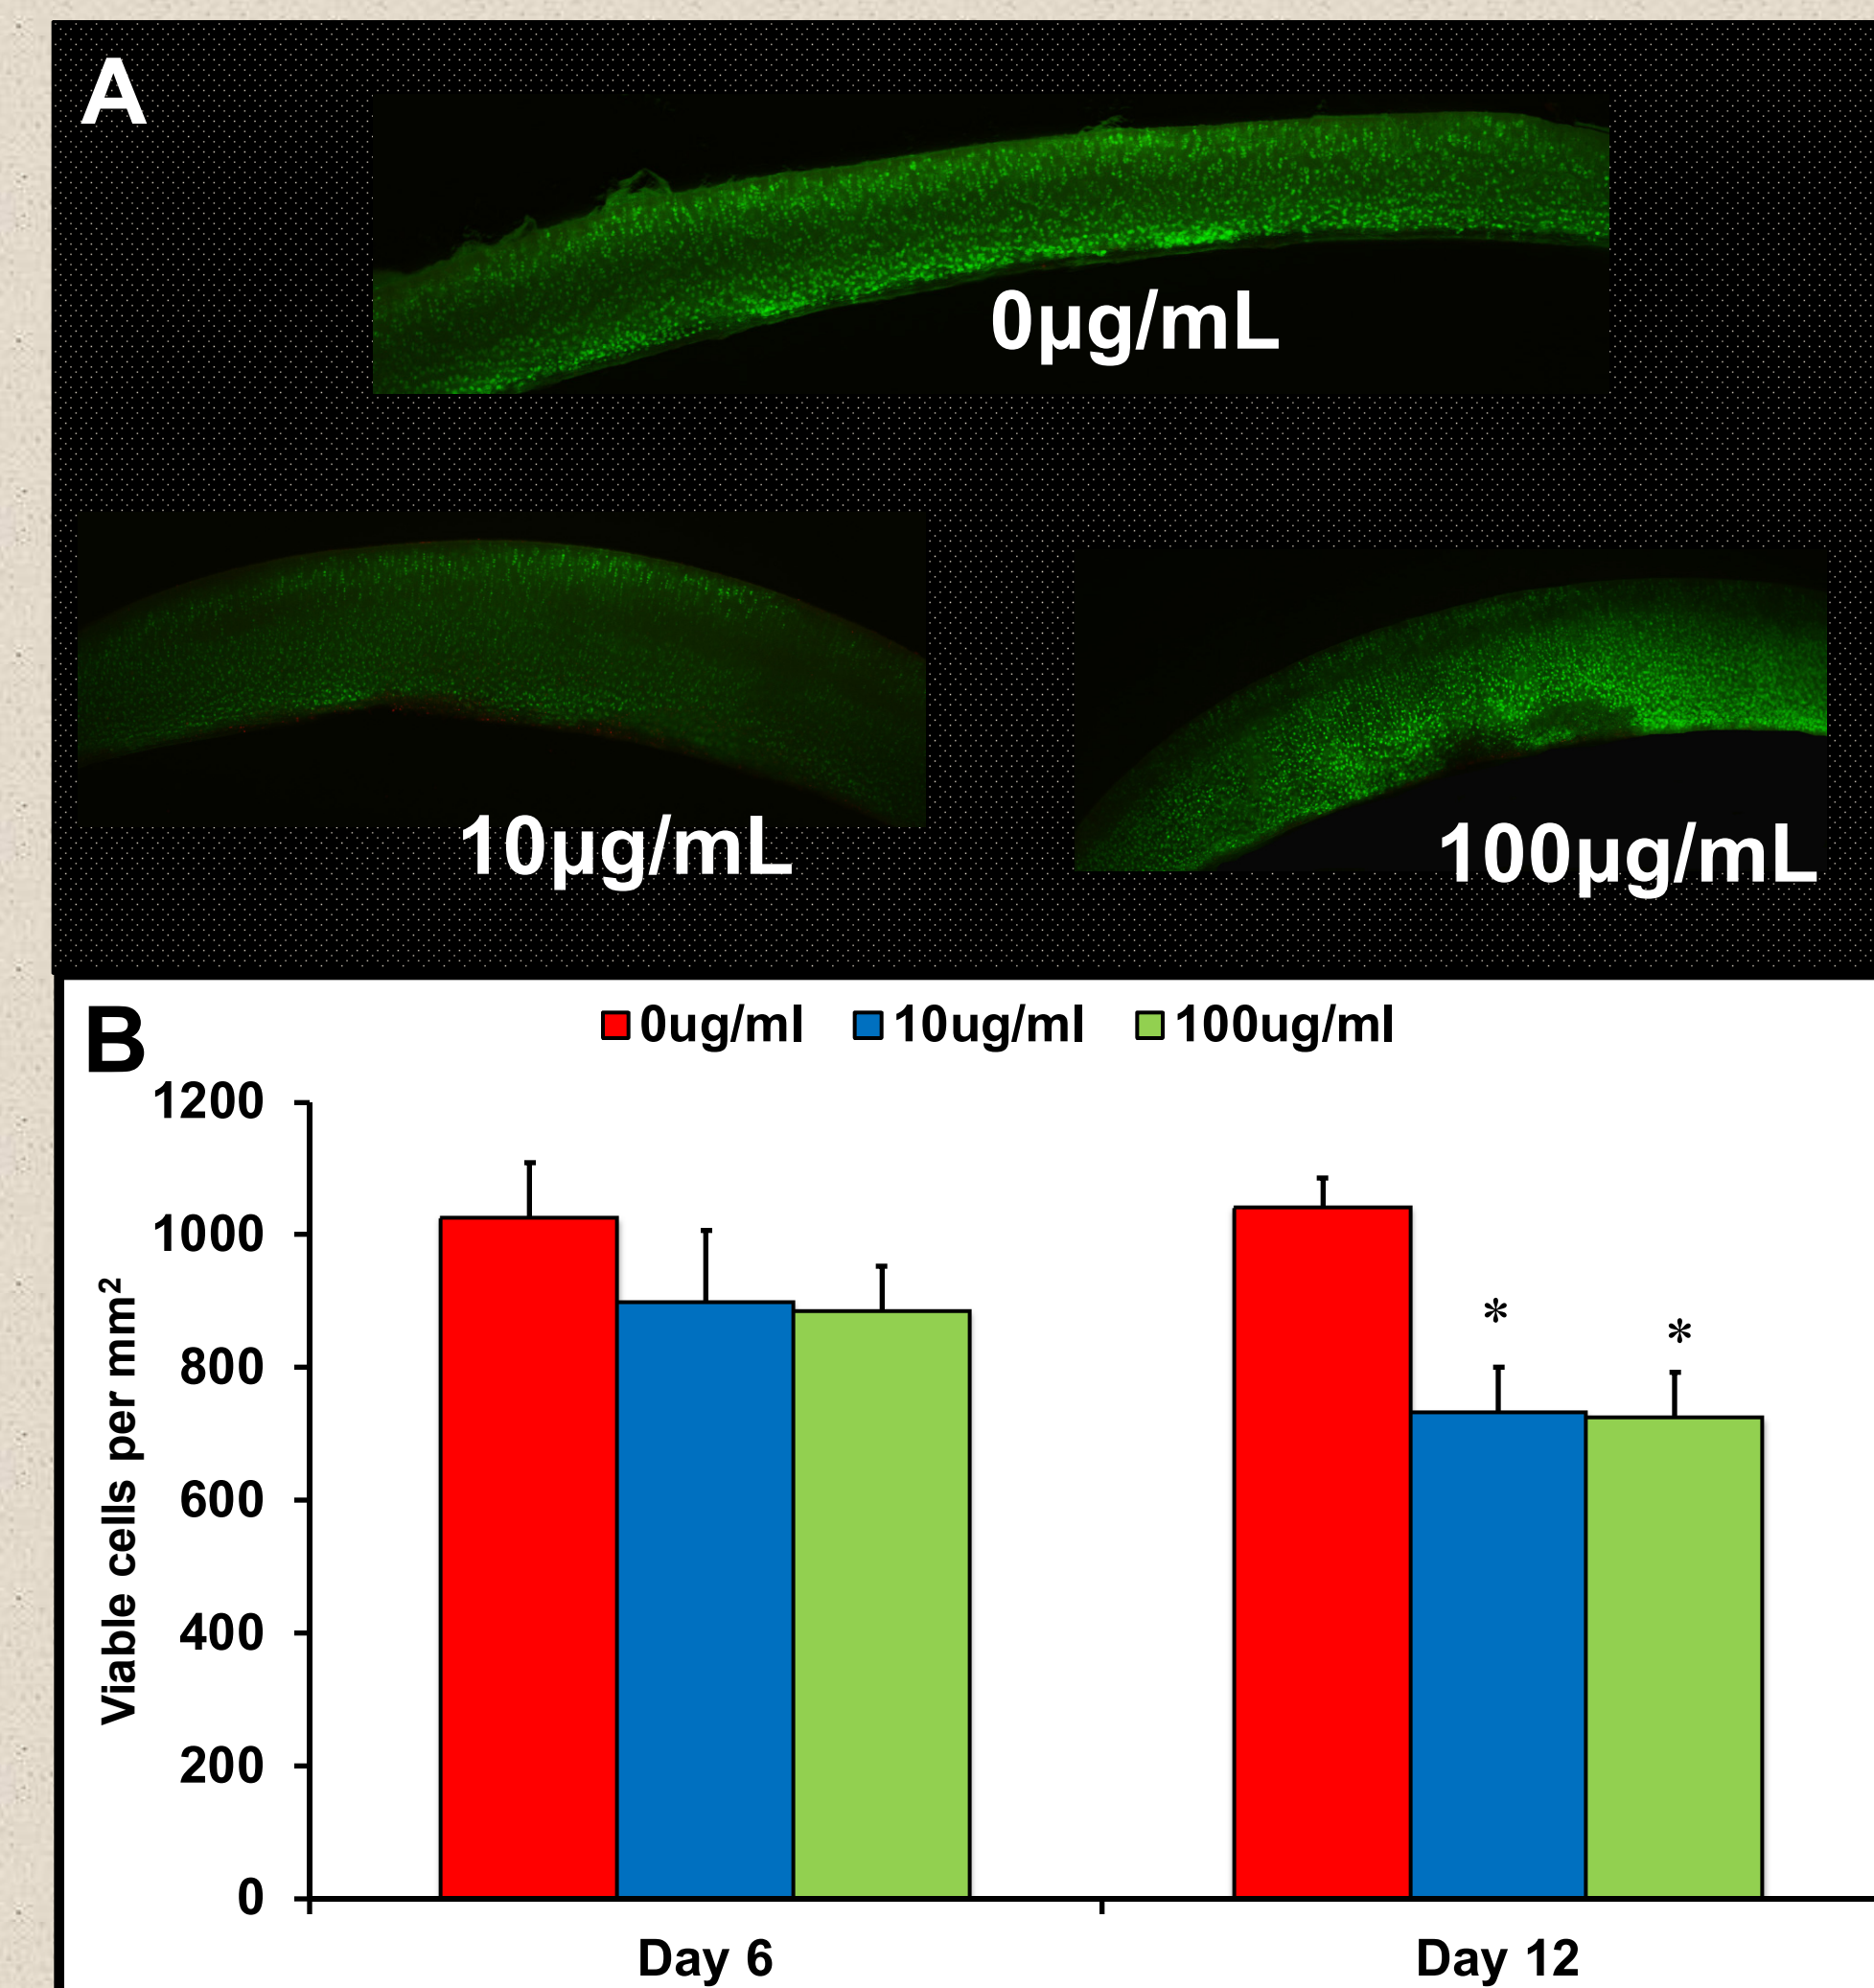 A
0µg/mL
10µg/mL
100µg/mL
B
0ug/ml 10ug/ml 100ug/ml
1200
1000
800
600
400
200
0
Viable cells per mm²
*
*
Day 6 Day 12